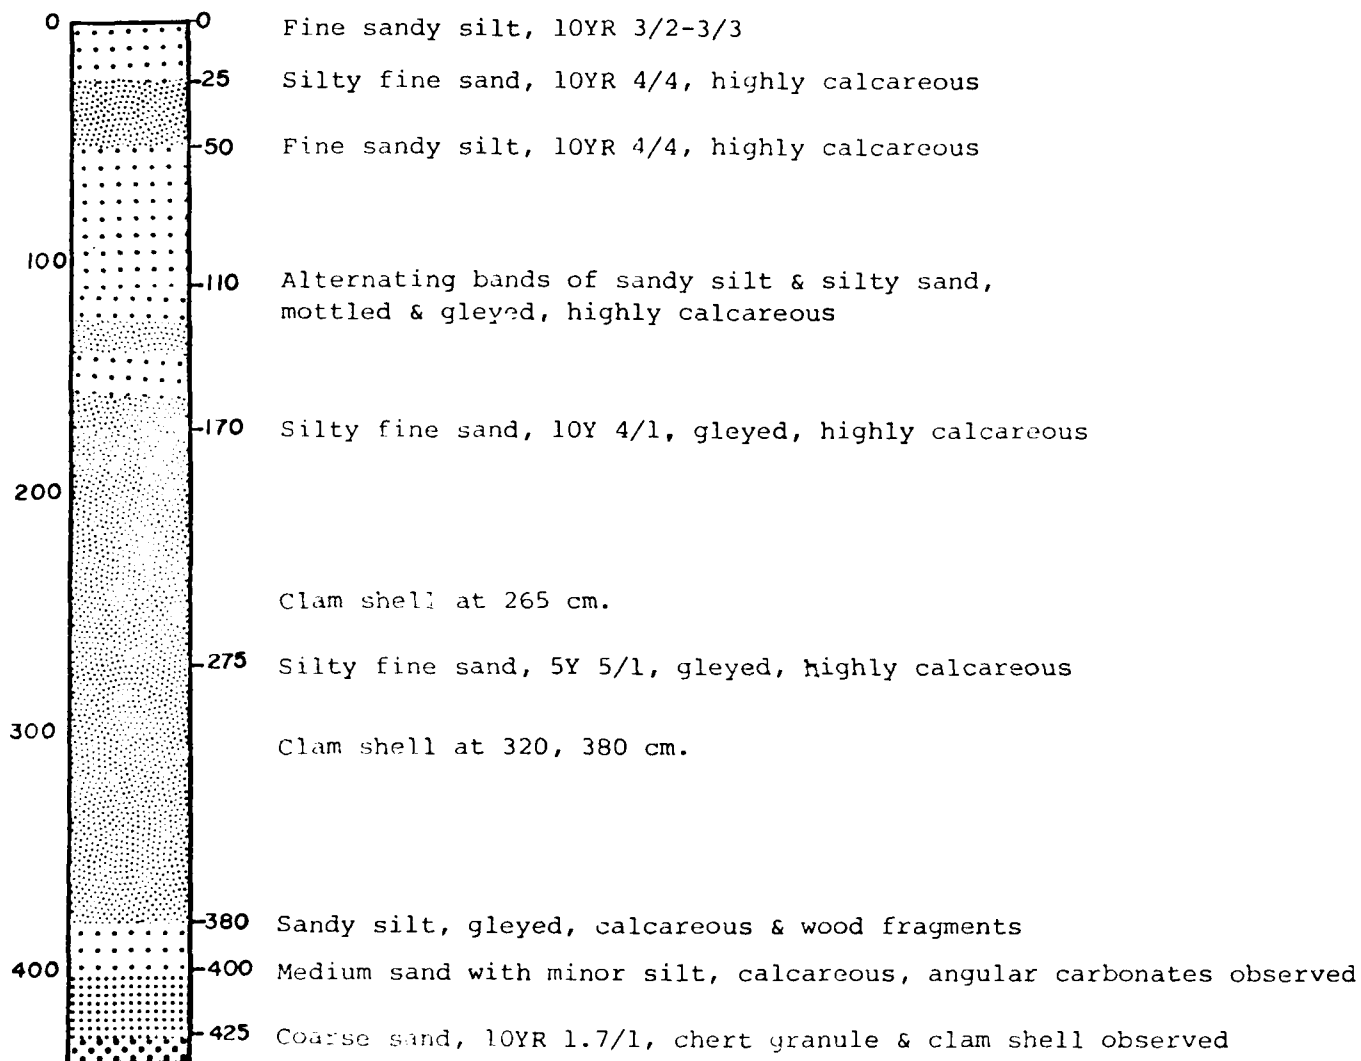 0 0 Fine sandy silt, 10YR 3/2-3/3
25 Silty fine sand, 10YR 4/4, highly calcareous
50 Fine sandy silt, 10YR 4/4, highly calcareous
100
110 Alternating bands of sandy silt & silty sand,
mottled & gleyed, highly calcareous
170 Silty fine sand, 10Y 4/1, gleyed, highly calcareous
200
Clam shell at 265 cm.
275 Silty fine sand, 5Y 5/1, gleyed, highly calcareous
300
Clam shell at 320, 380 cm.
380 Sandy silt, gleyed, calcareous & wood fragments
400 400 Medium sand with minor silt, calcareous, angular carbonates observed
425 Coarse sand, 10YR 1.7/1, chert granule & clam shell observed